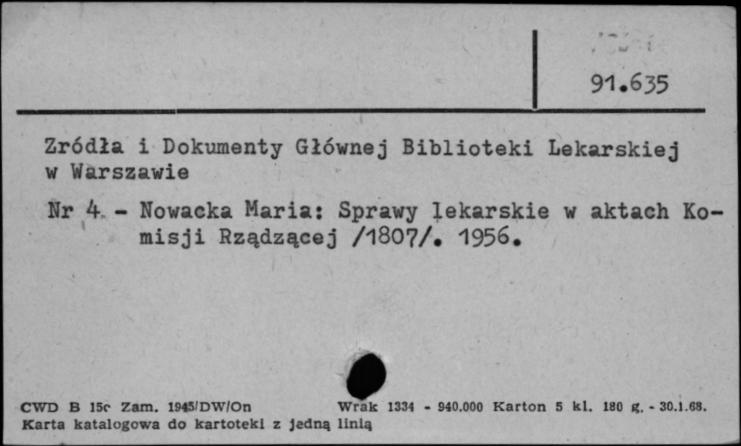 91.635
Zródła i Dokumenty Głównej Biblioteki Lekarskiej
w Warszawie
Nr 4. - Nowacka Maria: Sprawy lekarskie w aktach Ko-
misji Rządzącej /1807/. 1956.
CWD B 15c Zam. 1945/DW/On Wrak 1334 - 940.000 Karton 5 kl. 180 g. - 30.1.68.
Karta katalogowa do kartoteki z jedną linią